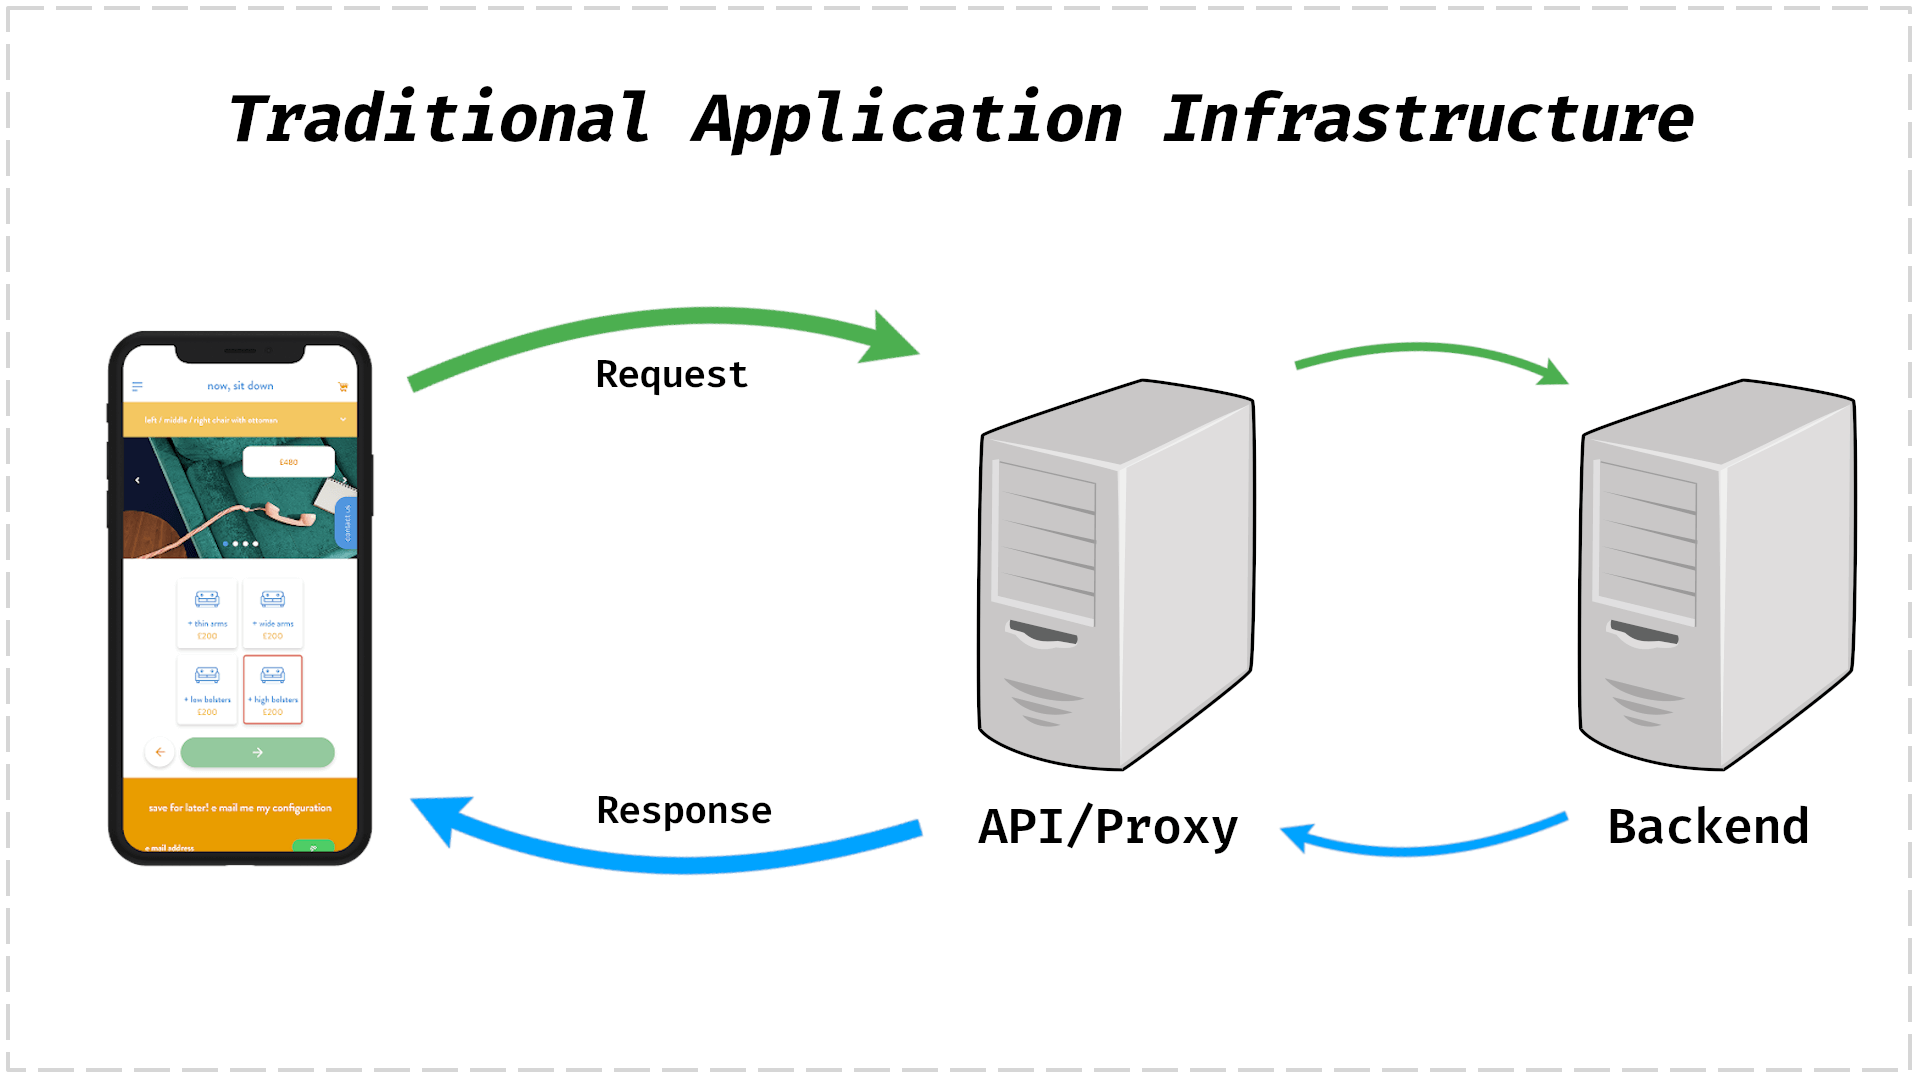 Traditional Application Infrastructure
Request
now, sit down
left / middle / right chair with ottoman
£480
contact us
+ thin arms
£200
+ wide arms
£200
+ low bolsters
£200
+ high bolsters
£200
save for later! e mail me my configuration
e mail address
go
Response
API/Proxy
Backend